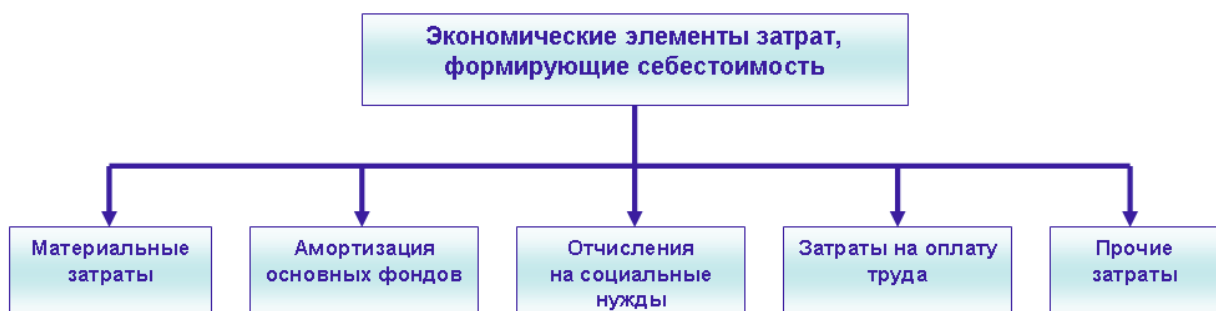 Экономические элементы затрат,
формирующие себестоимость
Материальные
затраты
Амортизация
основных фондов
Отчисления
на социальные
нужды
Затраты на оплату
труда
Прочие
затраты